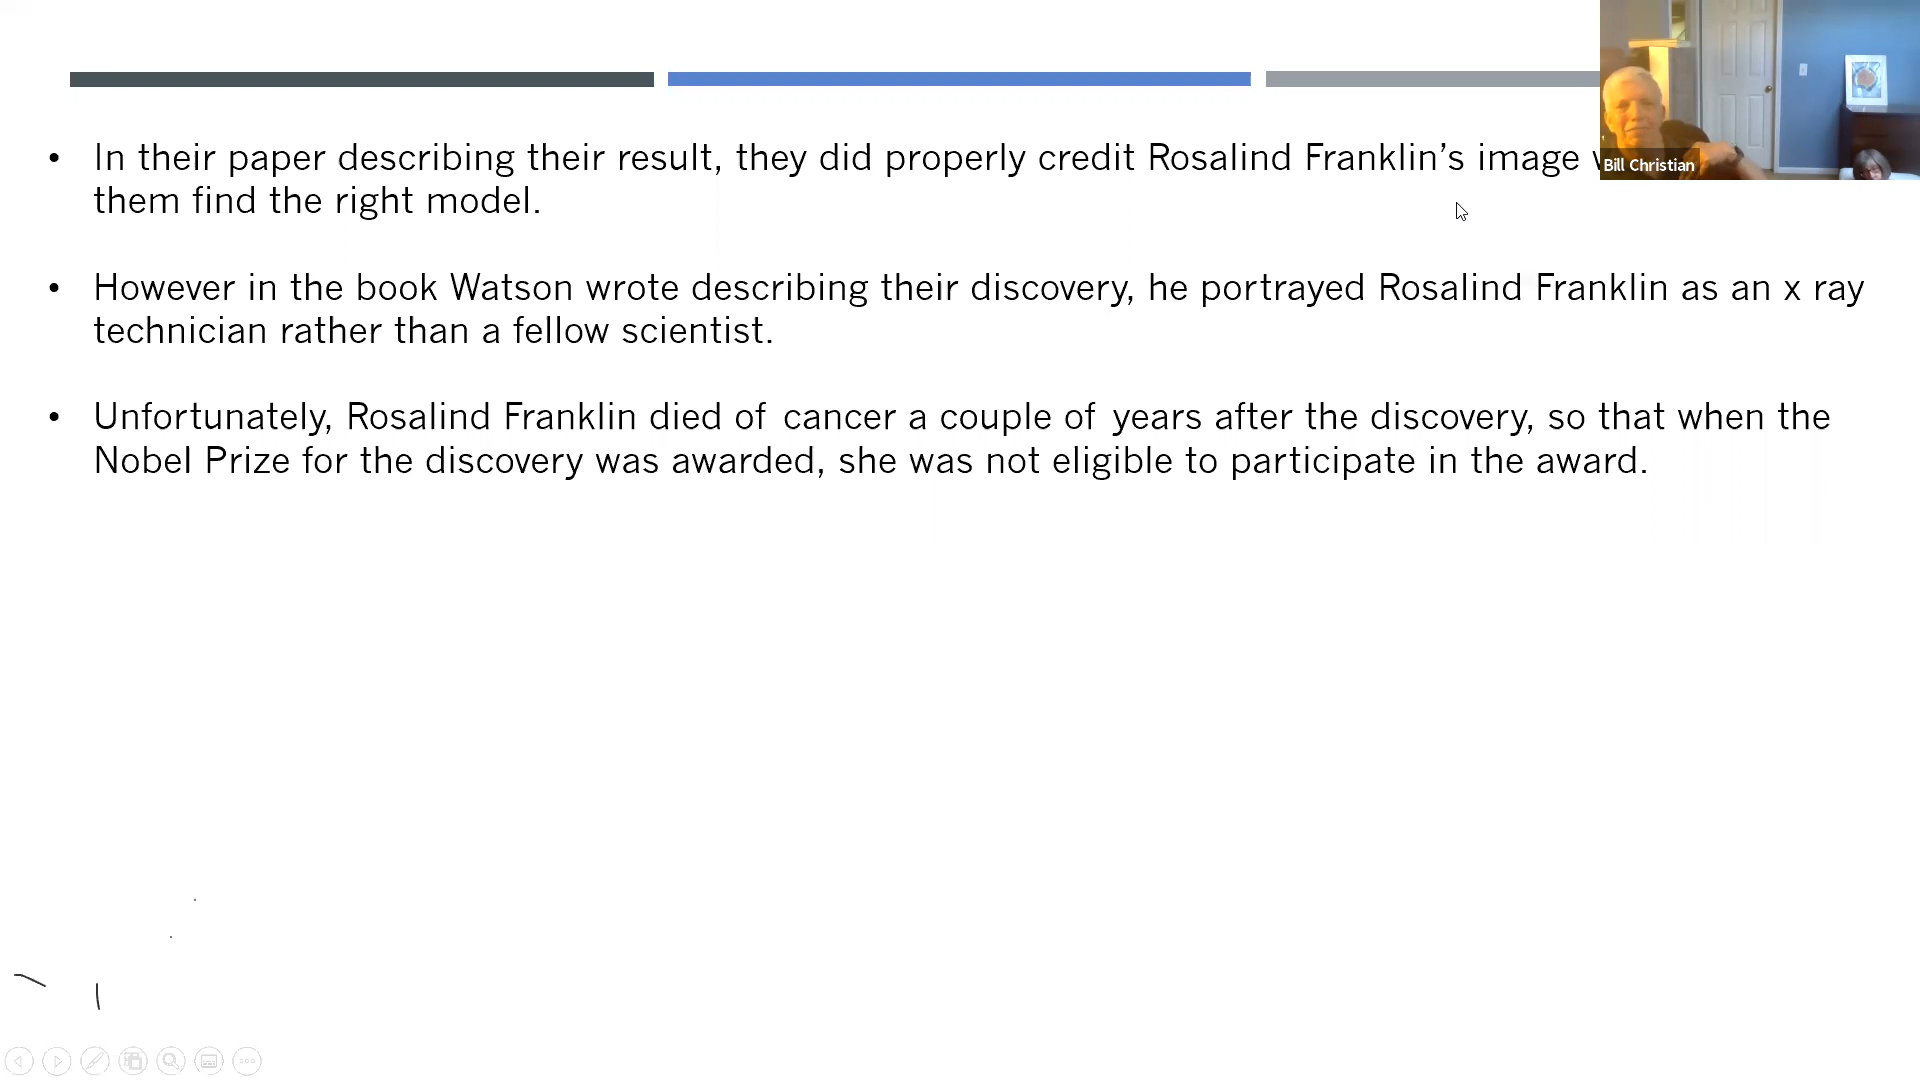 • In their paper describing their result, they did properly credit Rosalind Franklin’s image
them find the right model.
• However in the book Watson wrote describing their discovery, he portrayed Rosalind Franklin as an x ray
technician rather than a fellow scientist.
• Unfortunately, Rosalind Franklin died of cancer a couple of years after the discovery, so that when the
Nobel Prize for the discovery was awarded, she was not eligible to participate in the award.
Bill Christian